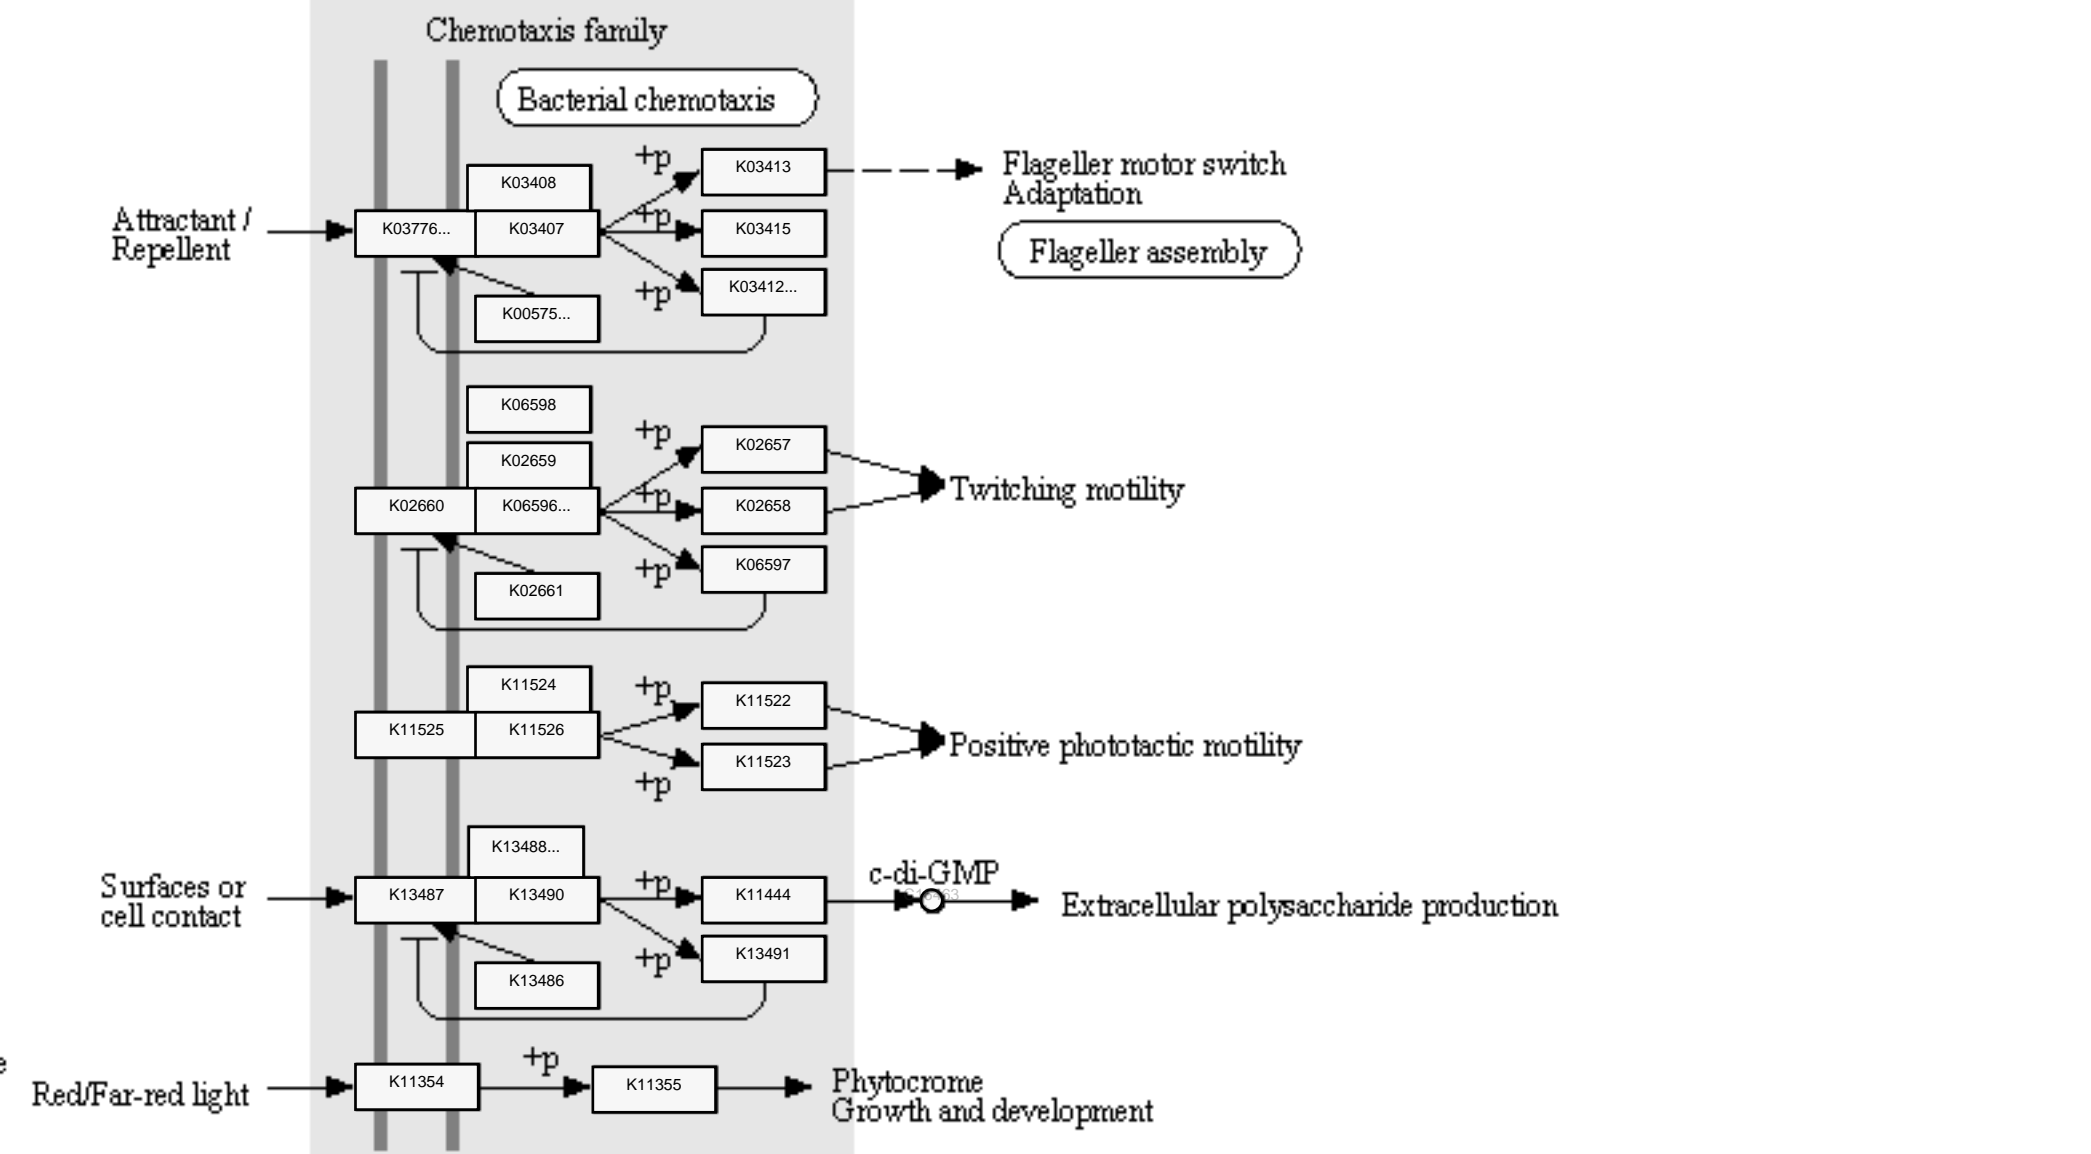 Chemotaxis family
Bacterial chemotaxis
+p
K03413
Flageller motor switch
Adaptation
K03408
Attractant /
Repellent
K03776...
K03407
+p
K03415
Flageller assembly
+p
K03412...
K00575...
K06598
+p
K02657
K02659
Twitching motility
K02660
K06596...
+p
K02658
+p
K06597
K02661
K11524
+p
K11522
K11525
K11526
Positive phototactic motility
+p
K11523
K13488...
c-di-GMP
Surfaces or
cell contact
K13487
K13490
+p
K11444
Extracellular polysaccharide production
+p
K13491
K13486
e
Red/Far-red light
K11354
+p
K11355
Phytocrome
Growth and development